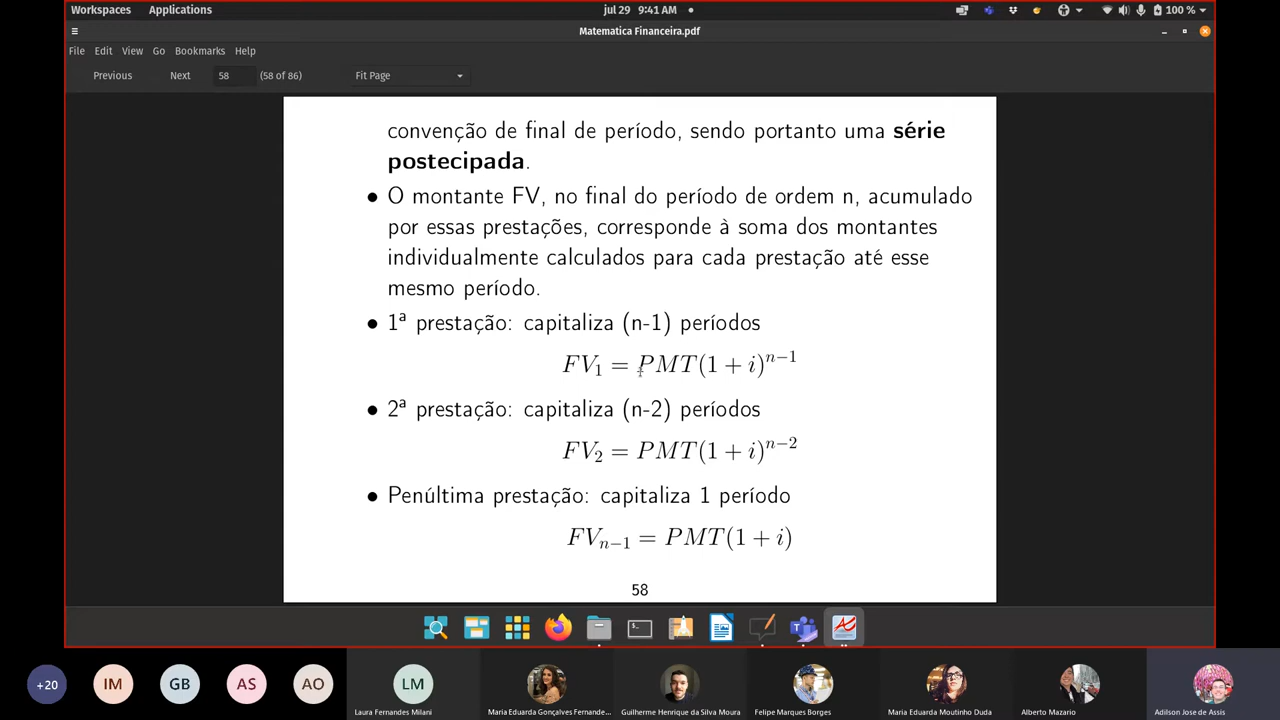 Workspaces Applications jul 29 9:41 AM 100 %
Matematica Financeira.pdf
File Edit View Go Bookmarks Help
Previous Next 58 (58 of 86) Fit Page
convenção de final de período, sendo portanto uma série
postecipada.
• O montante FV, no final do período de ordem n, acumulado
por essas prestações, corresponde à soma dos montantes
individualmente calculados para cada prestação até esse
mesmo período.
• 1ª prestação: capitaliza (n-1) períodos
FV₁ = PMT(1 + i)ⁿ⁻¹
• 2ª prestação: capitaliza (n-2) períodos
FV₂ = PMT(1 + i)ⁿ⁻²
• Penúltima prestação: capitaliza 1 período
FVₙ₋₁ = PMT(1 + i)
58
+20 IM GB AS AO LM
Laura Fernandes Milani Maria Eduarda Gonçalves Fernande... Guilherme Henrique da Silva Moura Felipe Marques Borges Maria Eduarda Moutinho Duda Alberto Mazario Adilson Jose de Assis